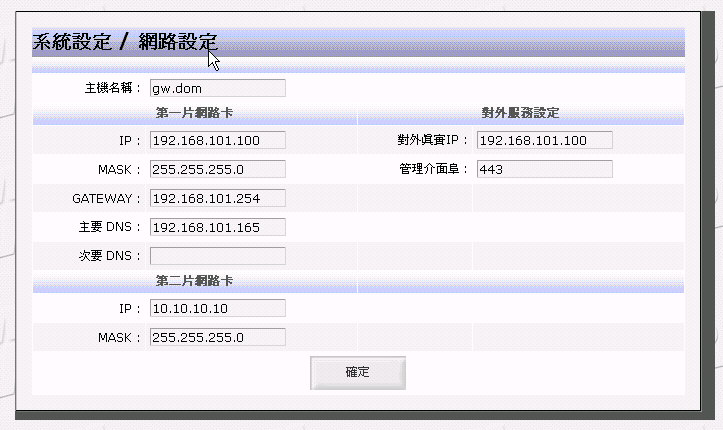 系統設定 / 網路設定
主機名稱： gw.dom
第一片網路卡 對外服務設定
IP： 192.168.101.100 對外真實IP： 192.168.101.100
MASK： 255.255.255.0 管理介面埠： 443
GATEWAY： 192.168.101.254
主要 DNS： 192.168.101.165
次要 DNS：
第二片網路卡
IP： 10.10.10.10
MASK： 255.255.255.0
確定